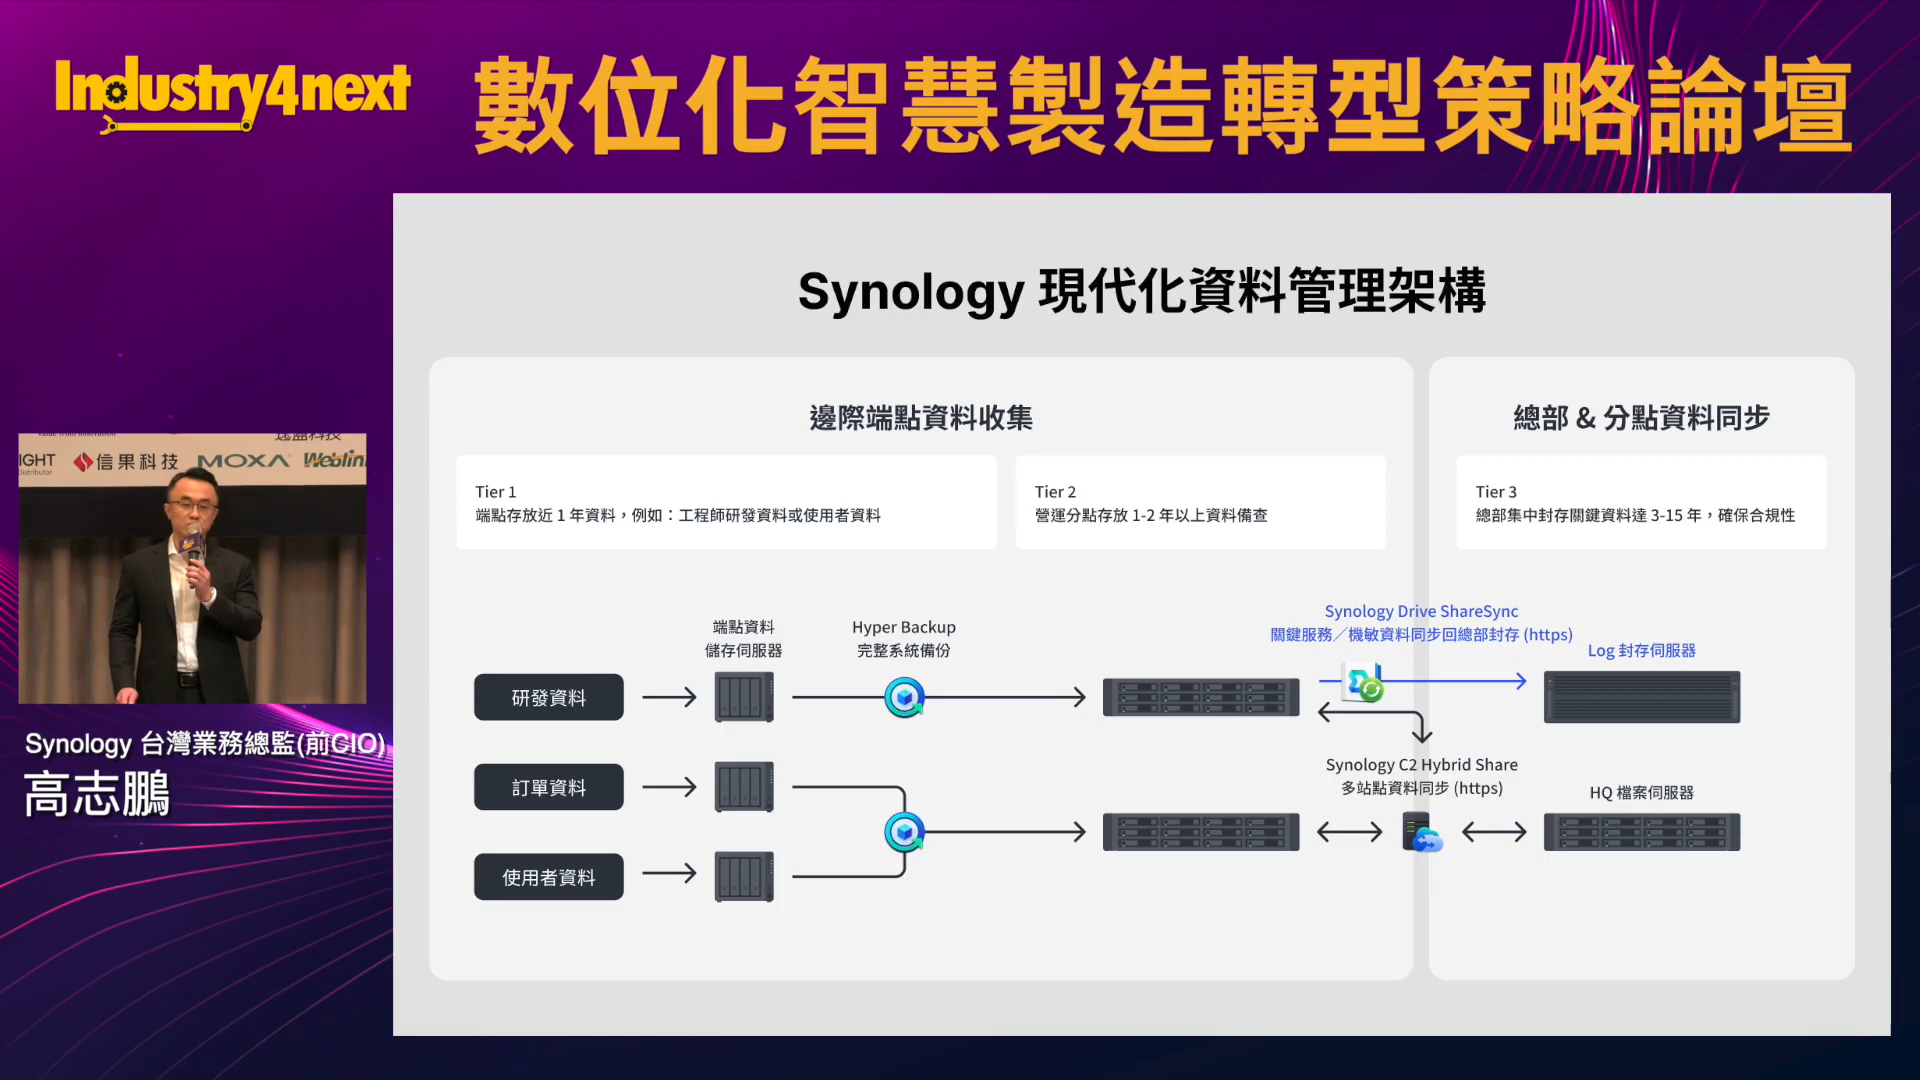 Industry4next
數位化智慧製造轉型策略論壇
Synology 現代化資料管理架構
邊際端點資料收集
總部 & 分點資料同步
Tier 1
端點存放近 1 年資料，例如：工程師研發資料或使用者資料
Tier 2
營運分點存放 1-2 年以上資料備查
Tier 3
總部集中封存關鍵資料達 3-15 年，確保合規性
端點資料
儲存伺服器
Hyper Backup
完整系統備份
Synology Drive ShareSync
關鍵服務／機敏資料同步回總部封存 (https)
Log 封存伺服器
研發資料
訂單資料
使用者資料
Synology C2 Hybrid Share
多站點資料同步 (https)
HQ 檔案伺服器
IGHT
Distributor
信果科技
MOXA
Weblin
Synology 台灣業務總監(前CIO)
高志鵬